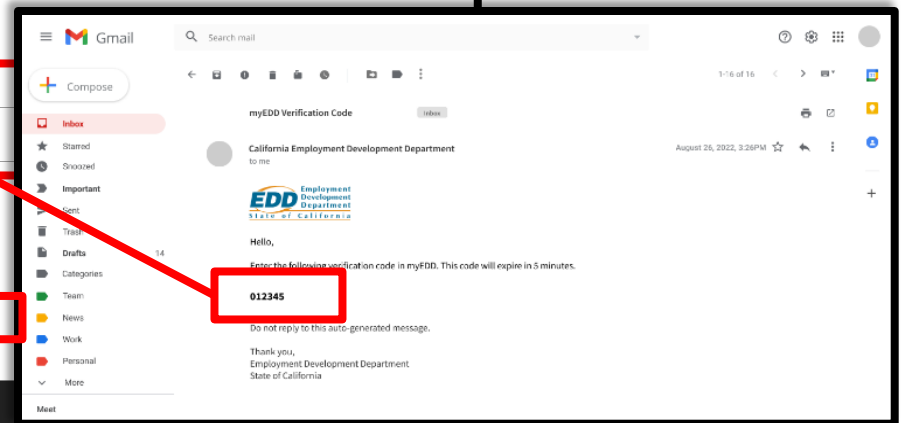 Gmail
Search mail
Compose
1-16 of 16
Inbox
Starred
Snoozed
Important
Sent
Trash
Drafts 14
Categories
Team
News
Work
Personal
More
Meet
myEDD Verification Code Inbox
California Employment Development Department August 26, 2022, 3:26PM
to me
EDD Employment
Development
Department
State of California
Hello,
Enter the following verification code in myEDD. This code will expire in 5 minutes.
012345
Do not reply to this auto-generated message.
Thank you,
Employment Development Department
State of California